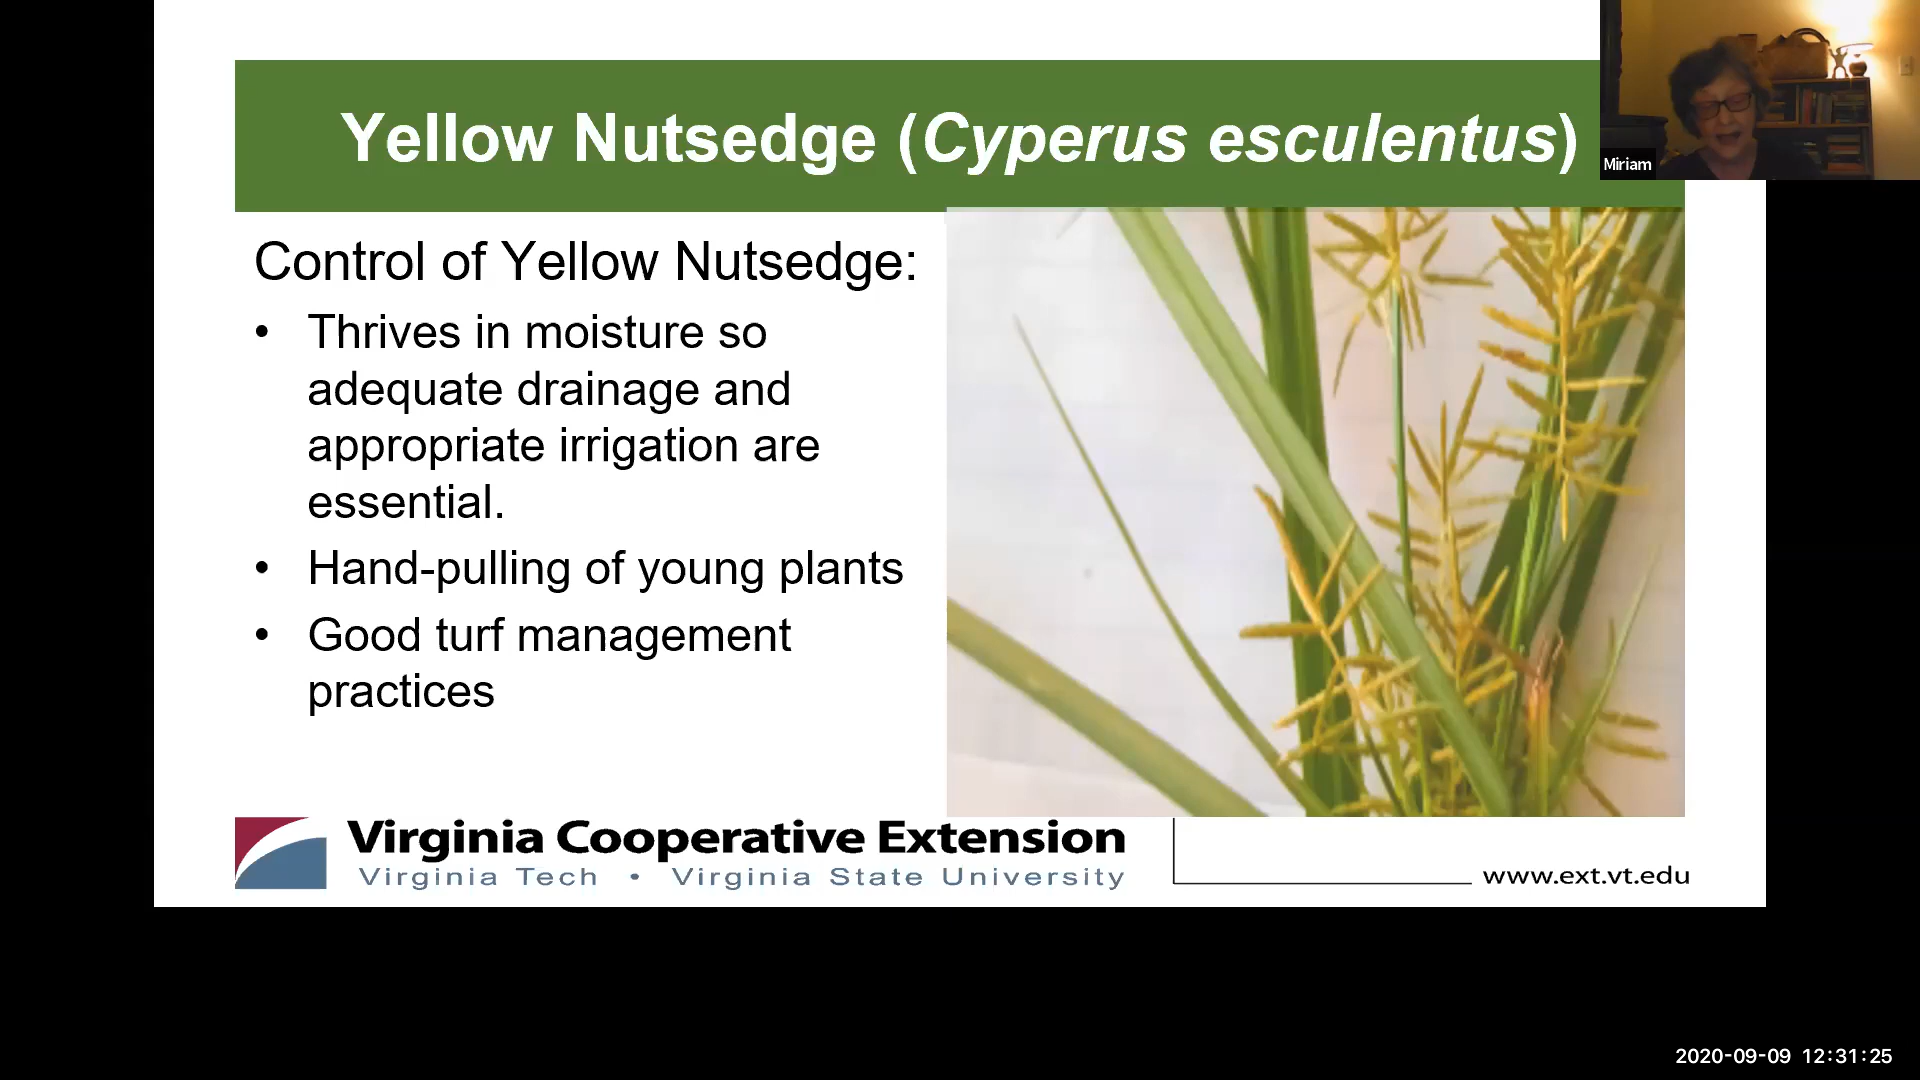 Yellow Nutsedge (Cyperus esculentus)
Miriam
Control of Yellow Nutsedge:
• Thrives in moisture so
adequate drainage and
appropriate irrigation are
essential.
• Hand-pulling of young plants
• Good turf management
practices
Virginia Cooperative Extension
Virginia Tech • Virginia State University
www.ext.vt.edu
2020-09-09 12:31:25